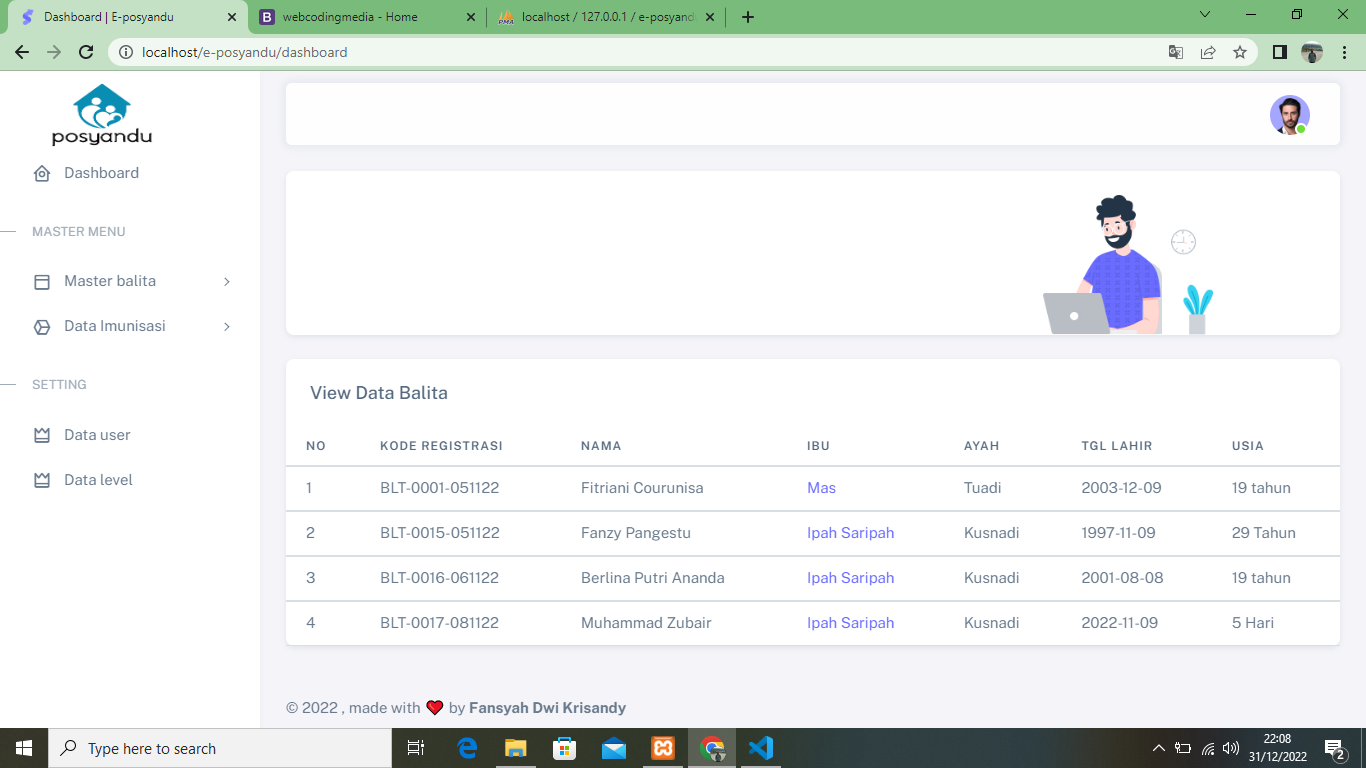 Dashboard | E-posyandu
webcodingmedia - Home
localhost / 127.0.0.1 / e-posyand
localhost/e-posyandu/dashboard
posyandu
Dashboard
MASTER MENU
Master balita
Data Imunisasi
SETTING
Data user
Data level
View Data Balita
NO KODE REGISTRASI NAMA IBU AYAH TGL LAHIR USIA
1 BLT-0001-051122 Fitriani Courunisa Mas Tuadi 2003-12-09 19 tahun
2 BLT-0015-051122 Fanzy Pangestu Ipah Saripah Kusnadi 1997-11-09 29 Tahun
3 BLT-0016-061122 Berlina Putri Ananda Ipah Saripah Kusnadi 2001-08-08 19 tahun
4 BLT-0017-081122 Muhammad Zubair Ipah Saripah Kusnadi 2022-11-09 5 Hari
© 2022 , made with ❤️ by Fansyah Dwi Krisandy
Type here to search
22:08
31/12/2022
2